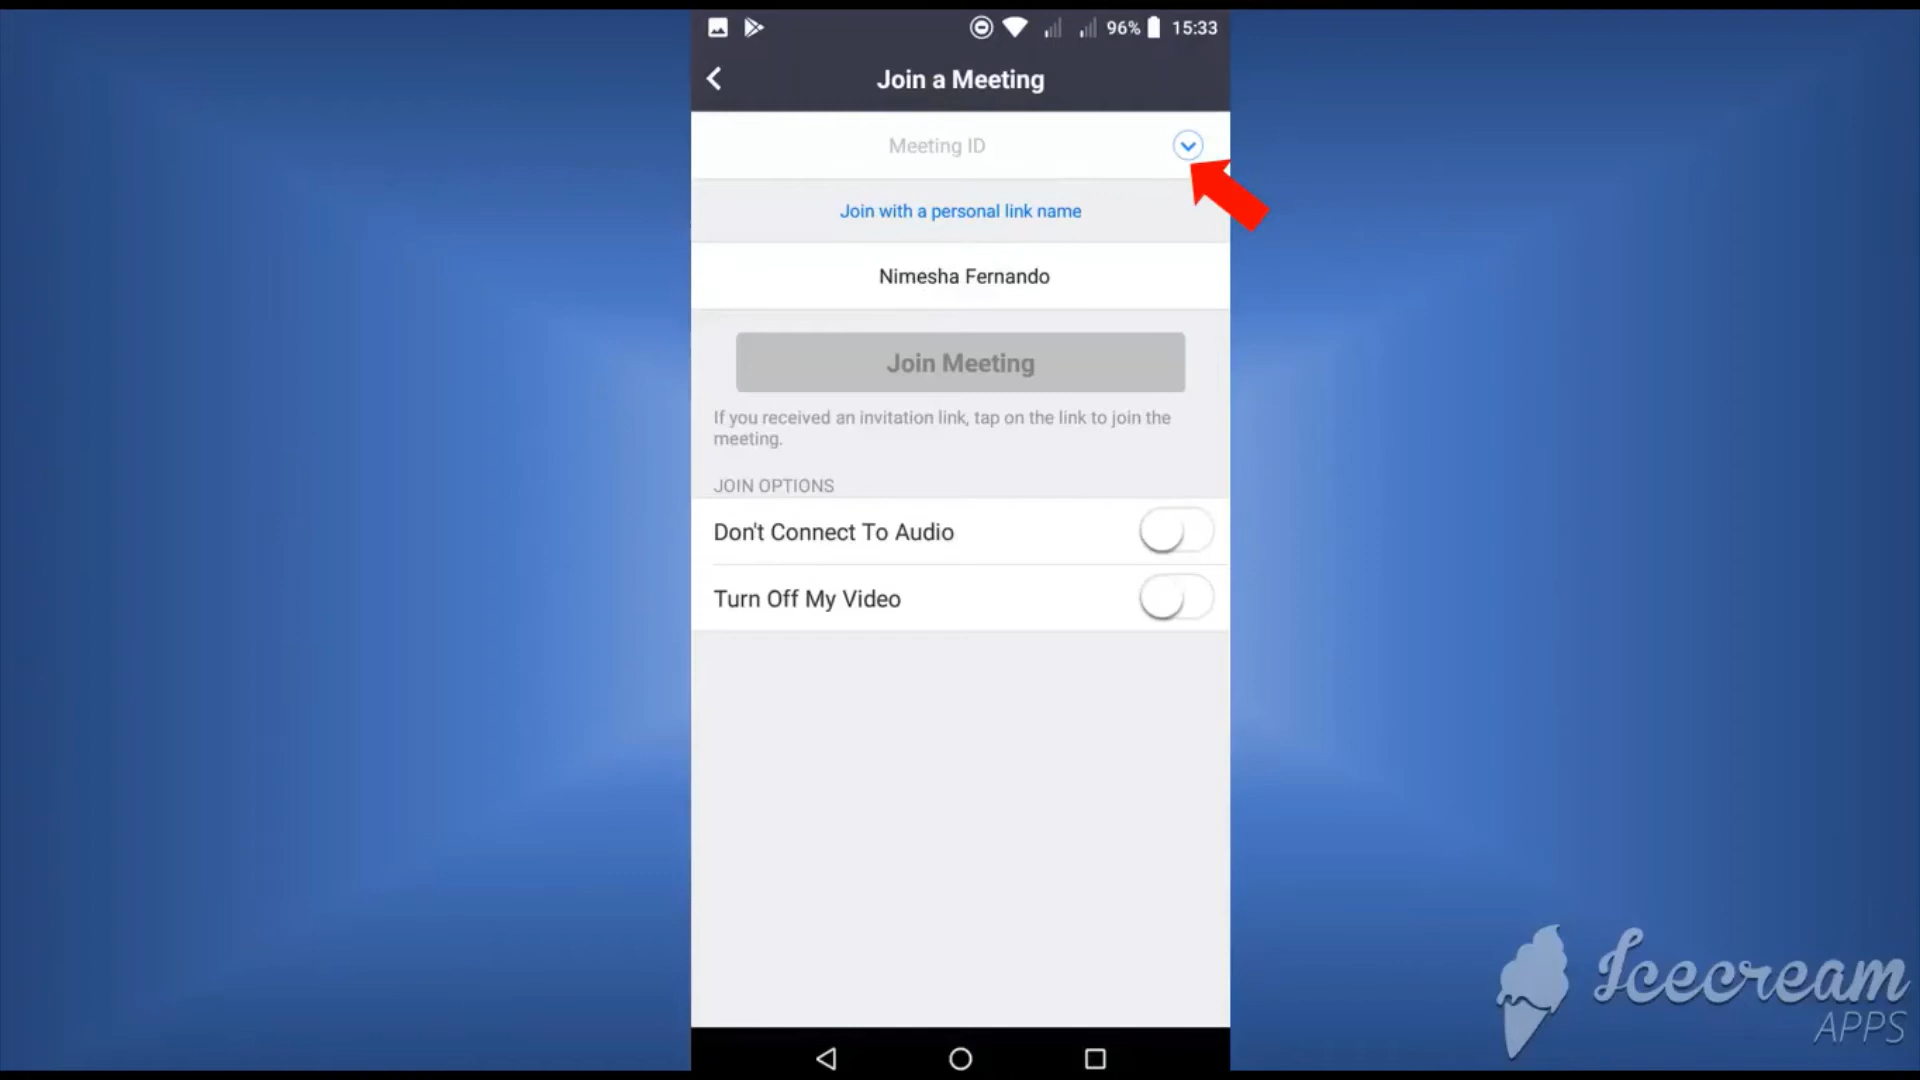 96% 15:33
Join a Meeting
Meeting ID
Join with a personal link name
Nimesha Fernando
Join Meeting
If you received an invitation link, tap on the link to join the
meeting.
JOIN OPTIONS
Don't Connect To Audio
Turn Off My Video
Icecream
APPS